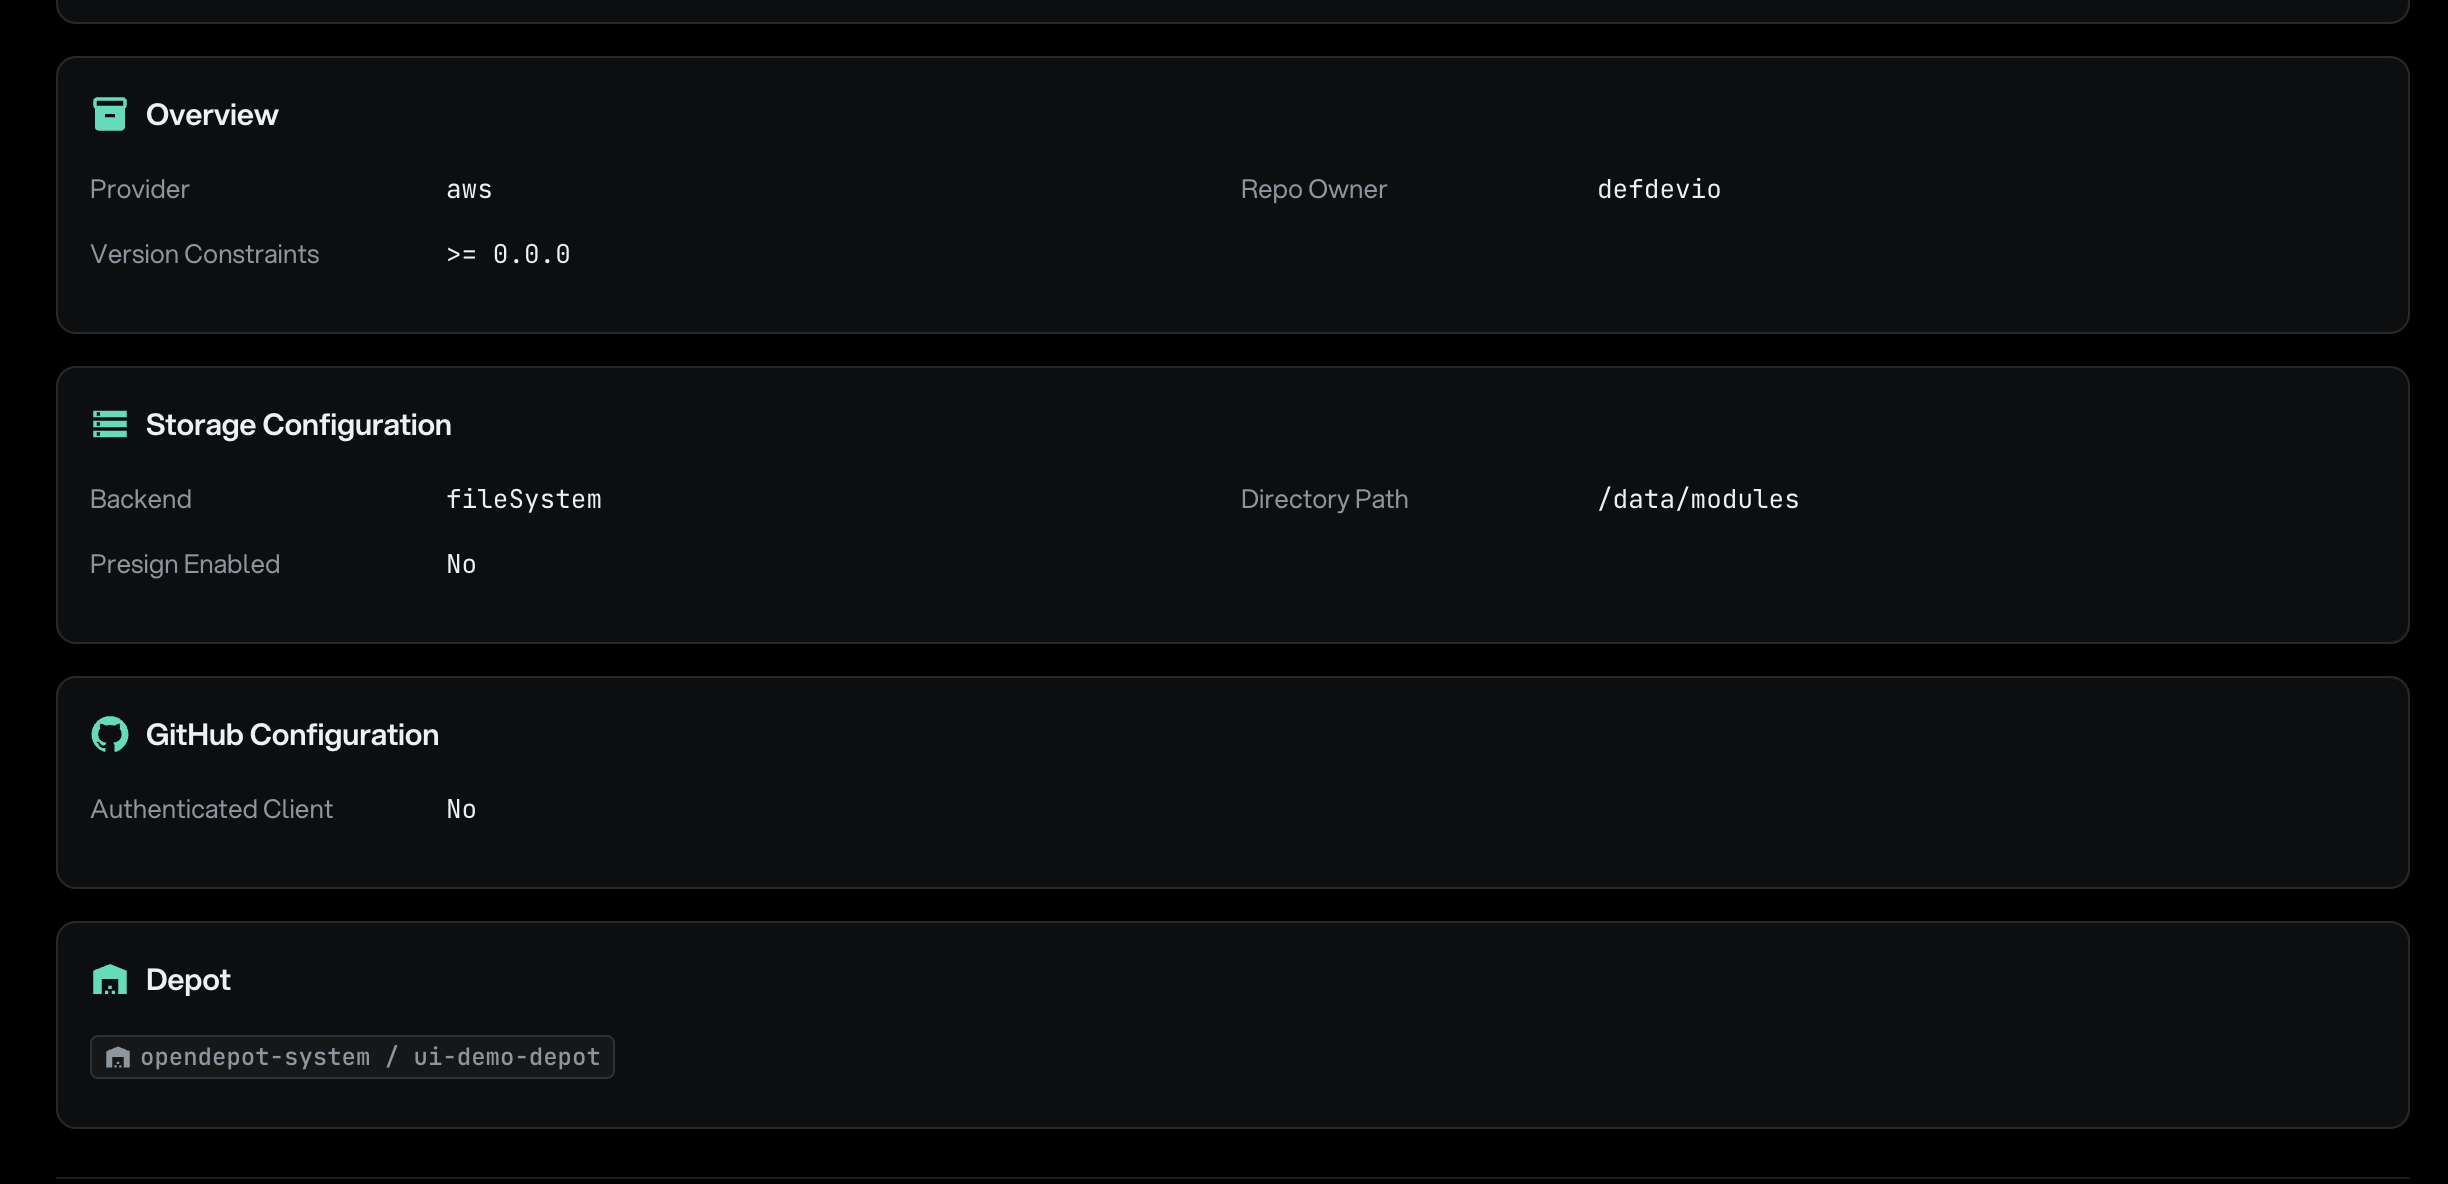 Overview
Provider aws Repo Owner defdevio
Version Constraints >= 0.0.0
Storage Configuration
Backend fileSystem Directory Path /data/modules
Presign Enabled No
GitHub Configuration
Authenticated Client No
Depot
opendepot-system / ui-demo-depot